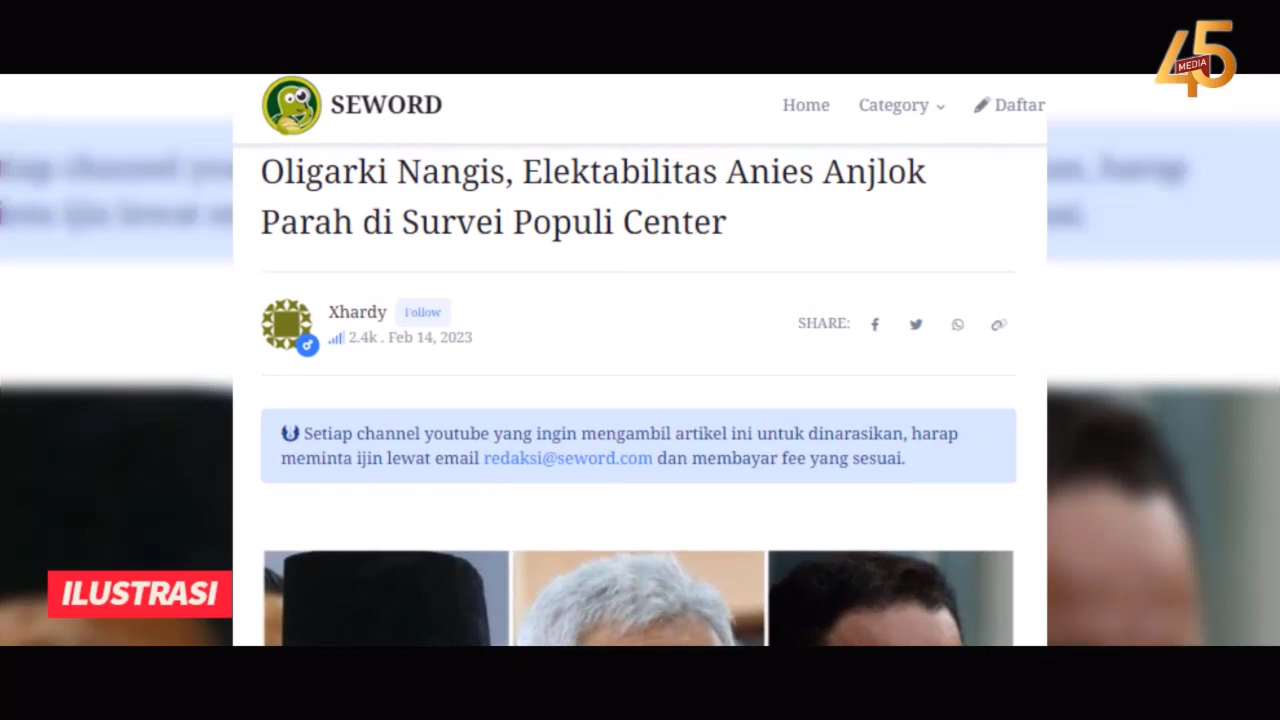 45
MEDIA
SEWORD
Home
Category
Daftar
Oligarki Nangis, Elektabilitas Anies Anjlok
Parah di Survei Populi Center
Xhardy
Follow
2.4k . Feb 14, 2023
SHARE:
Setiap channel youtube yang ingin mengambil artikel ini untuk dinarasikan, harap
meminta ijin lewat email redaksi@seword.com dan membayar fee yang sesuai.
ILUSTRASI